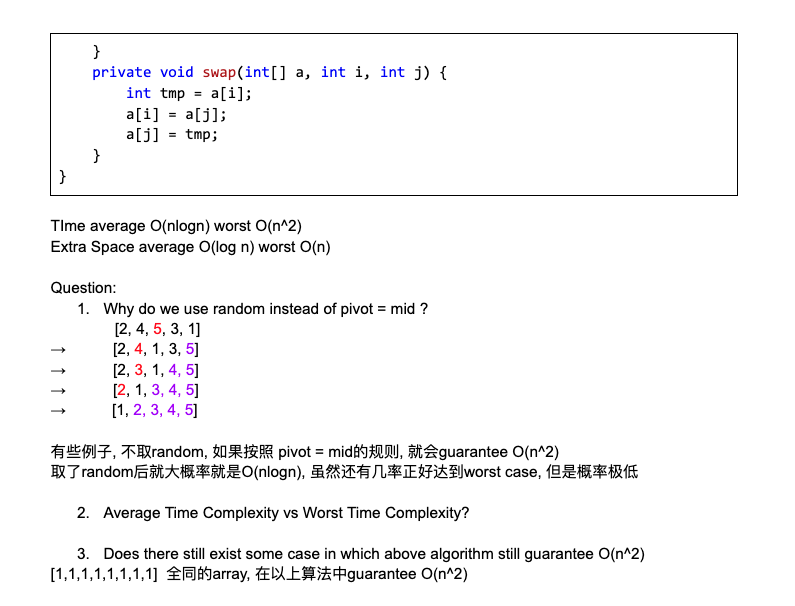 }
private void swap(int[] a, int i, int j) {
int tmp = a[i];
a[i] = a[j];
a[j] = tmp;
}
}
TIme average O(nlogn) worst O(n^2)
Extra Space average O(log n) worst O(n)
Question:
1. Why do we use random instead of pivot = mid ?
[2, 4, 5, 3, 1]
→ [2, 4, 1, 3, 5]
→ [2, 3, 1, 4, 5]
→ [2, 1, 3, 4, 5]
→ [1, 2, 3, 4, 5]
有些例子, 不取random, 如果按照 pivot = mid的规则, 就会guarantee O(n^2)
取了random后就大概率就是O(nlogn), 虽然还有几率正好达到worst case, 但是概率极低
2. Average Time Complexity vs Worst Time Complexity?
3. Does there still exist some case in which above algorithm still guarantee O(n^2)
[1,1,1,1,1,1,1,1] 全同的array, 在以上算法中guarantee O(n^2)